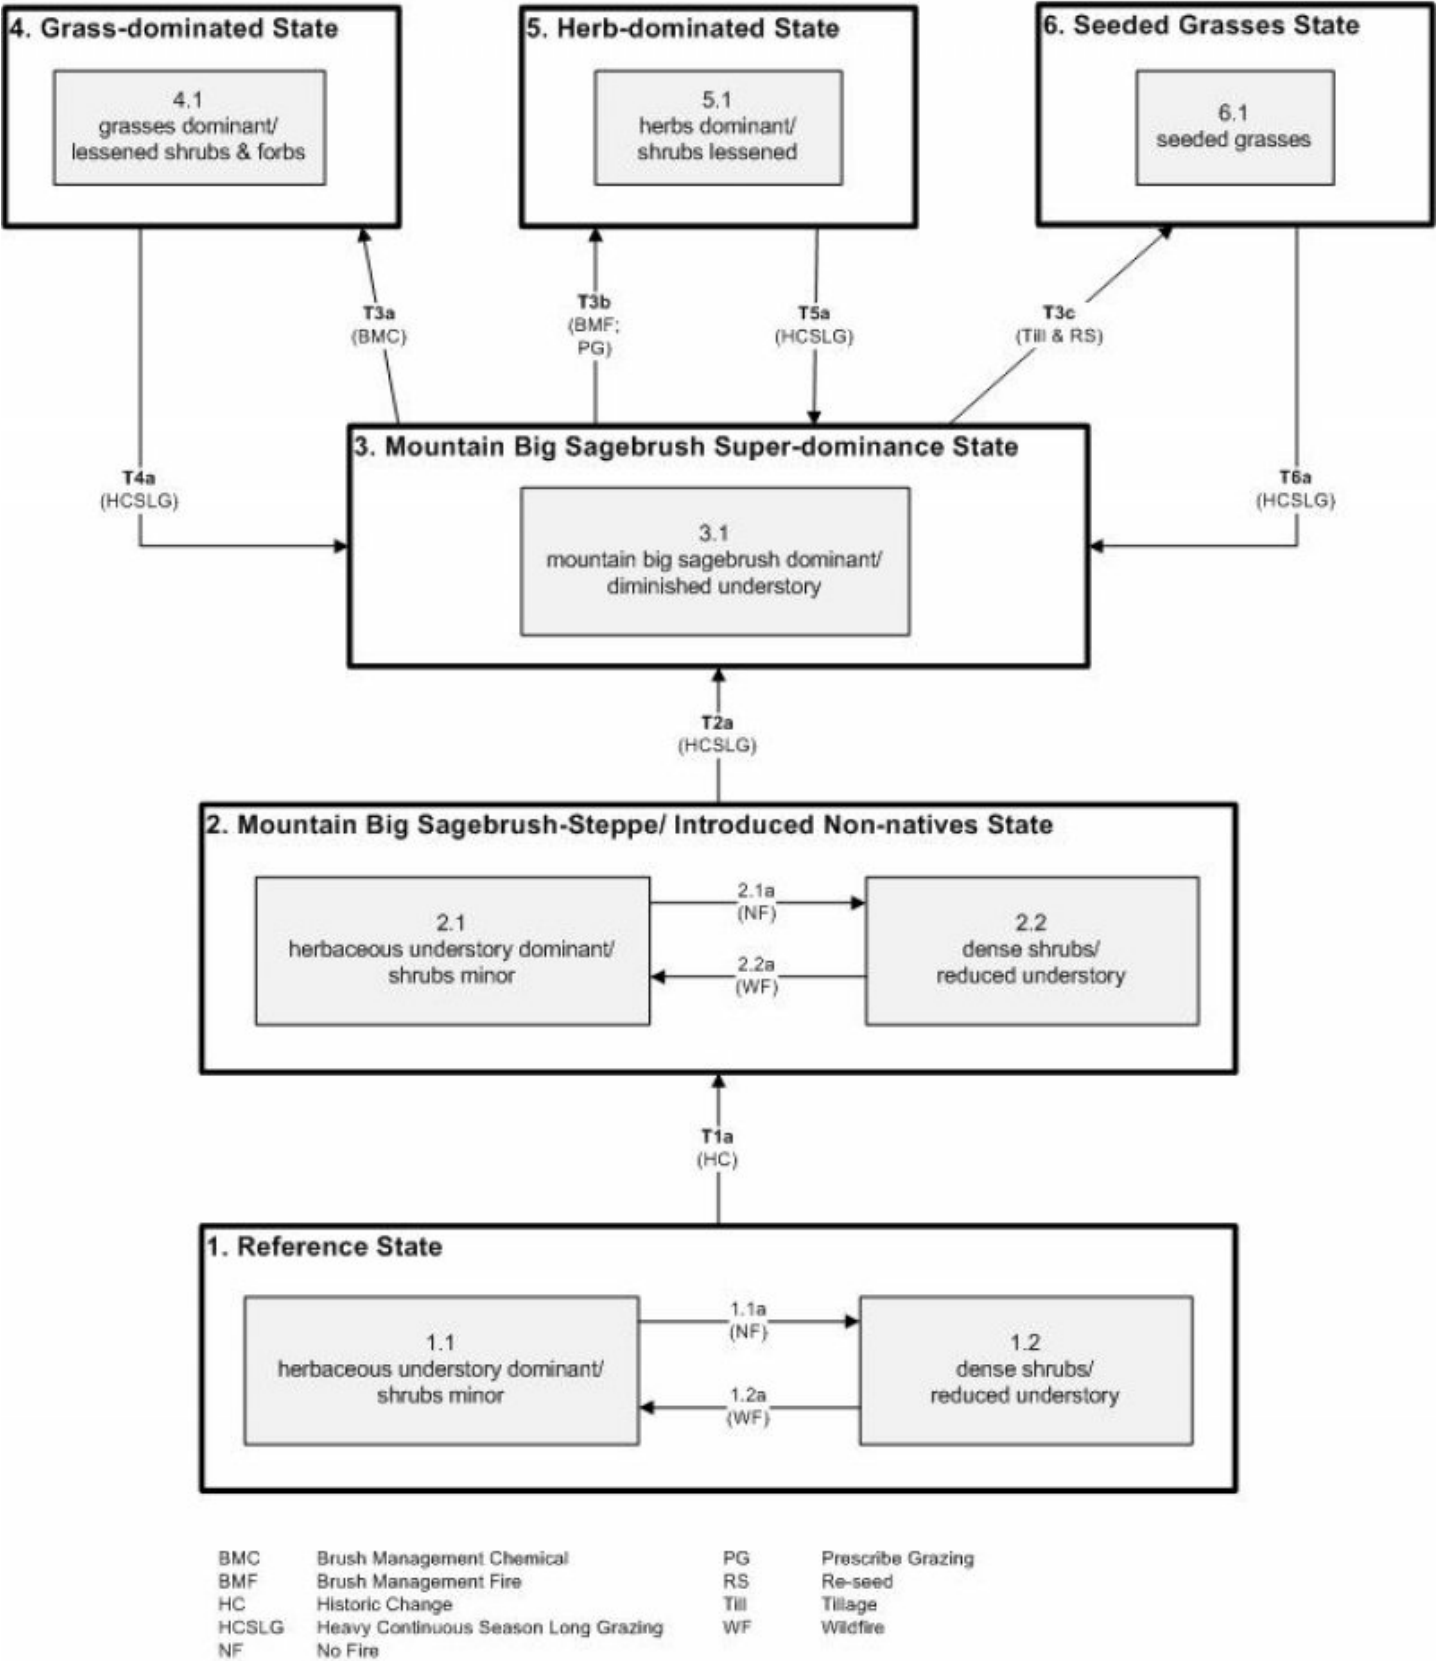 4. Grass-dominated State
4.1
grasses dominant/
lessened shrubs & forbs
5. Herb-dominated State
5.1
herbs dominant/
shrubs lessened
6. Seeded Grasses State
6.1
seeded grasses
T3a
(BMC)
T3b
(BMF;
PG)
T5a
(HCSLG)
T3c
(Till & RS)
T4a
(HCSLG)
T6a
(HCSLG)
3. Mountain Big Sagebrush Super-dominance State
3.1
mountain big sagebrush dominant/
diminished understory
T2a
(HCSLG)
2. Mountain Big Sagebrush-Steppe/ Introduced Non-natives State
2.1
herbaceous understory dominant/
shrubs minor
2.1a
(NF)
2.2a
(WF)
2.2
dense shrubs/
reduced understory
T1a
(HC)
1. Reference State
1.1
herbaceous understory dominant/
shrubs minor
1.1a
(NF)
1.2a
(WF)
1.2
dense shrubs/
reduced understory
BMC Brush Management Chemical
BMF Brush Management Fire
HC Historic Change
HCSLG Heavy Continuous Season Long Grazing
NF No Fire
PG Prescribe Grazing
RS Re-seed
Till Tillage
WF Wildfire